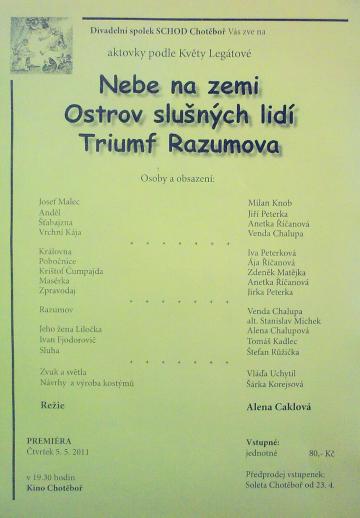 Divadelní spolek SCHOD Chotěboř Vás zve na
aktovky podle Květy Legátové
Nebe na zemi
Ostrov slušných lidí
Triumf Razumova
Osoby a obsazení:
Josef Malec Milan Knob
Anděl Jiří Peterka
Šťabajzna Anetka Říčanová
Vrchní Kája Venda Chalupa
Královna Iva Peterková
Pobočnice Ája Říčanová
Krištof Čumpajda Zdeněk Matějka
Masérka Anetka Říčanová
Zpravodaj Jirka Peterka
Razumov Venda Chalupa
alt. Stanislav Michek
Jeho žena Liločka Alena Chalupová
Ivan Fjodorovič Tomáš Kadlec
Sluha Štefan Růžička
Zvuk a světla Vláďa Uchytil
Návrhy a výroba kostýmů Šárka Korejsová
Režie Alena Caklová
PREMIÉRA Vstupné:
Čtvrtek 5. 5. 2011 jednotné 80,- Kč
v 19.30 hodin Předprodej vstupenek:
Kino Chotěboř Soleta Chotěboř od 23. 4.